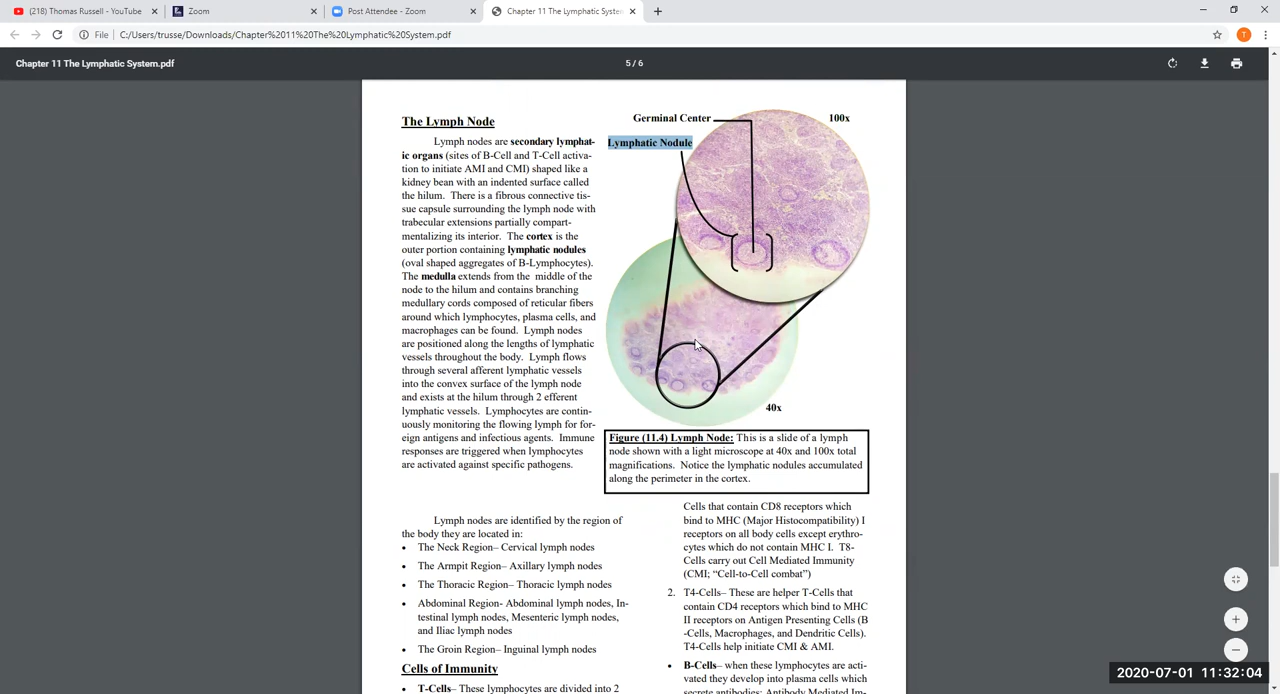 (218) Thomas Russell - YouTube
Zoom
Post Attendee - Zoom
Chapter 11 The Lymphatic Syste
File
C:/Users/trusse/Downloads/Chapter%2011%20The%20Lymphatic%20System.pdf
T
Chapter 11 The Lymphatic System.pdf
5 / 6
The Lymph Node
Lymph nodes are secondary lymphat-
ic organs (sites of B-Cell and T-Cell activa-
tion to initiate AMI and CMI) shaped like a
kidney bean with an indented surface called
the hilum. There is a fibrous connective tis-
sue capsule surrounding the lymph node with
trabecular extensions partially compart-
mentalizing its interior. The cortex is the
outer portion containing lymphatic nodules
(oval shaped aggregates of B-Lymphocytes).
The medulla extends from the middle of the
node to the hilum and contains branching
medullary cords composed of reticular fibers
around which lymphocytes, plasma cells, and
macrophages can be found. Lymph nodes
are positioned along the lengths of lymphatic
vessels throughout the body. Lymph flows
through several afferent lymphatic vessels
into the convex surface of the lymph node
and exists at the hilum through 2 efferent
lymphatic vessels. Lymphocytes are contin-
uously monitoring the flowing lymph for for-
eign antigens and infectious agents. Immune
responses are triggered when lymphocytes
are activated against specific pathogens.
Germinal Center
100x
Lymphatic Nodule
40x
Figure (11.4) Lymph Node: This is a slide of a lymph
node shown with a light microscope at 40x and 100x total
magnifications. Notice the lymphatic nodules accumulated
along the perimeter in the cortex.
Lymph nodes are identified by the region of
the body they are located in:
• The Neck Region– Cervical lymph nodes
• The Armpit Region– Axillary lymph nodes
• The Thoracic Region– Thoracic lymph nodes
• Abdominal Region- Abdominal lymph nodes, In-
testinal lymph nodes, Mesenteric lymph nodes,
and Iliac lymph nodes
• The Groin Region– Inguinal lymph nodes
Cells of Immunity
• T-Cells– These lymphocytes are divided into 2
Cells that contain CD8 receptors which
bind to MHC (Major Histocompatibility) I
receptors on all body cells except erythro-
cytes which do not contain MHC I. T8-
Cells carry out Cell Mediated Immunity
(CMI; “Cell-to-Cell combat”)
2. T4-Cells– These are helper T-Cells that
contain CD4 receptors which bind to MHC
II receptors on Antigen Presenting Cells (B
-Cells, Macrophages, and Dendritic Cells).
T4-Cells help initiate CMI & AMI.
• B-Cells– when these lymphocytes are acti-
vated they develop into plasma cells which
secrete antibodies: Antibody Mediated Im-
2020-07-01 11:32:04